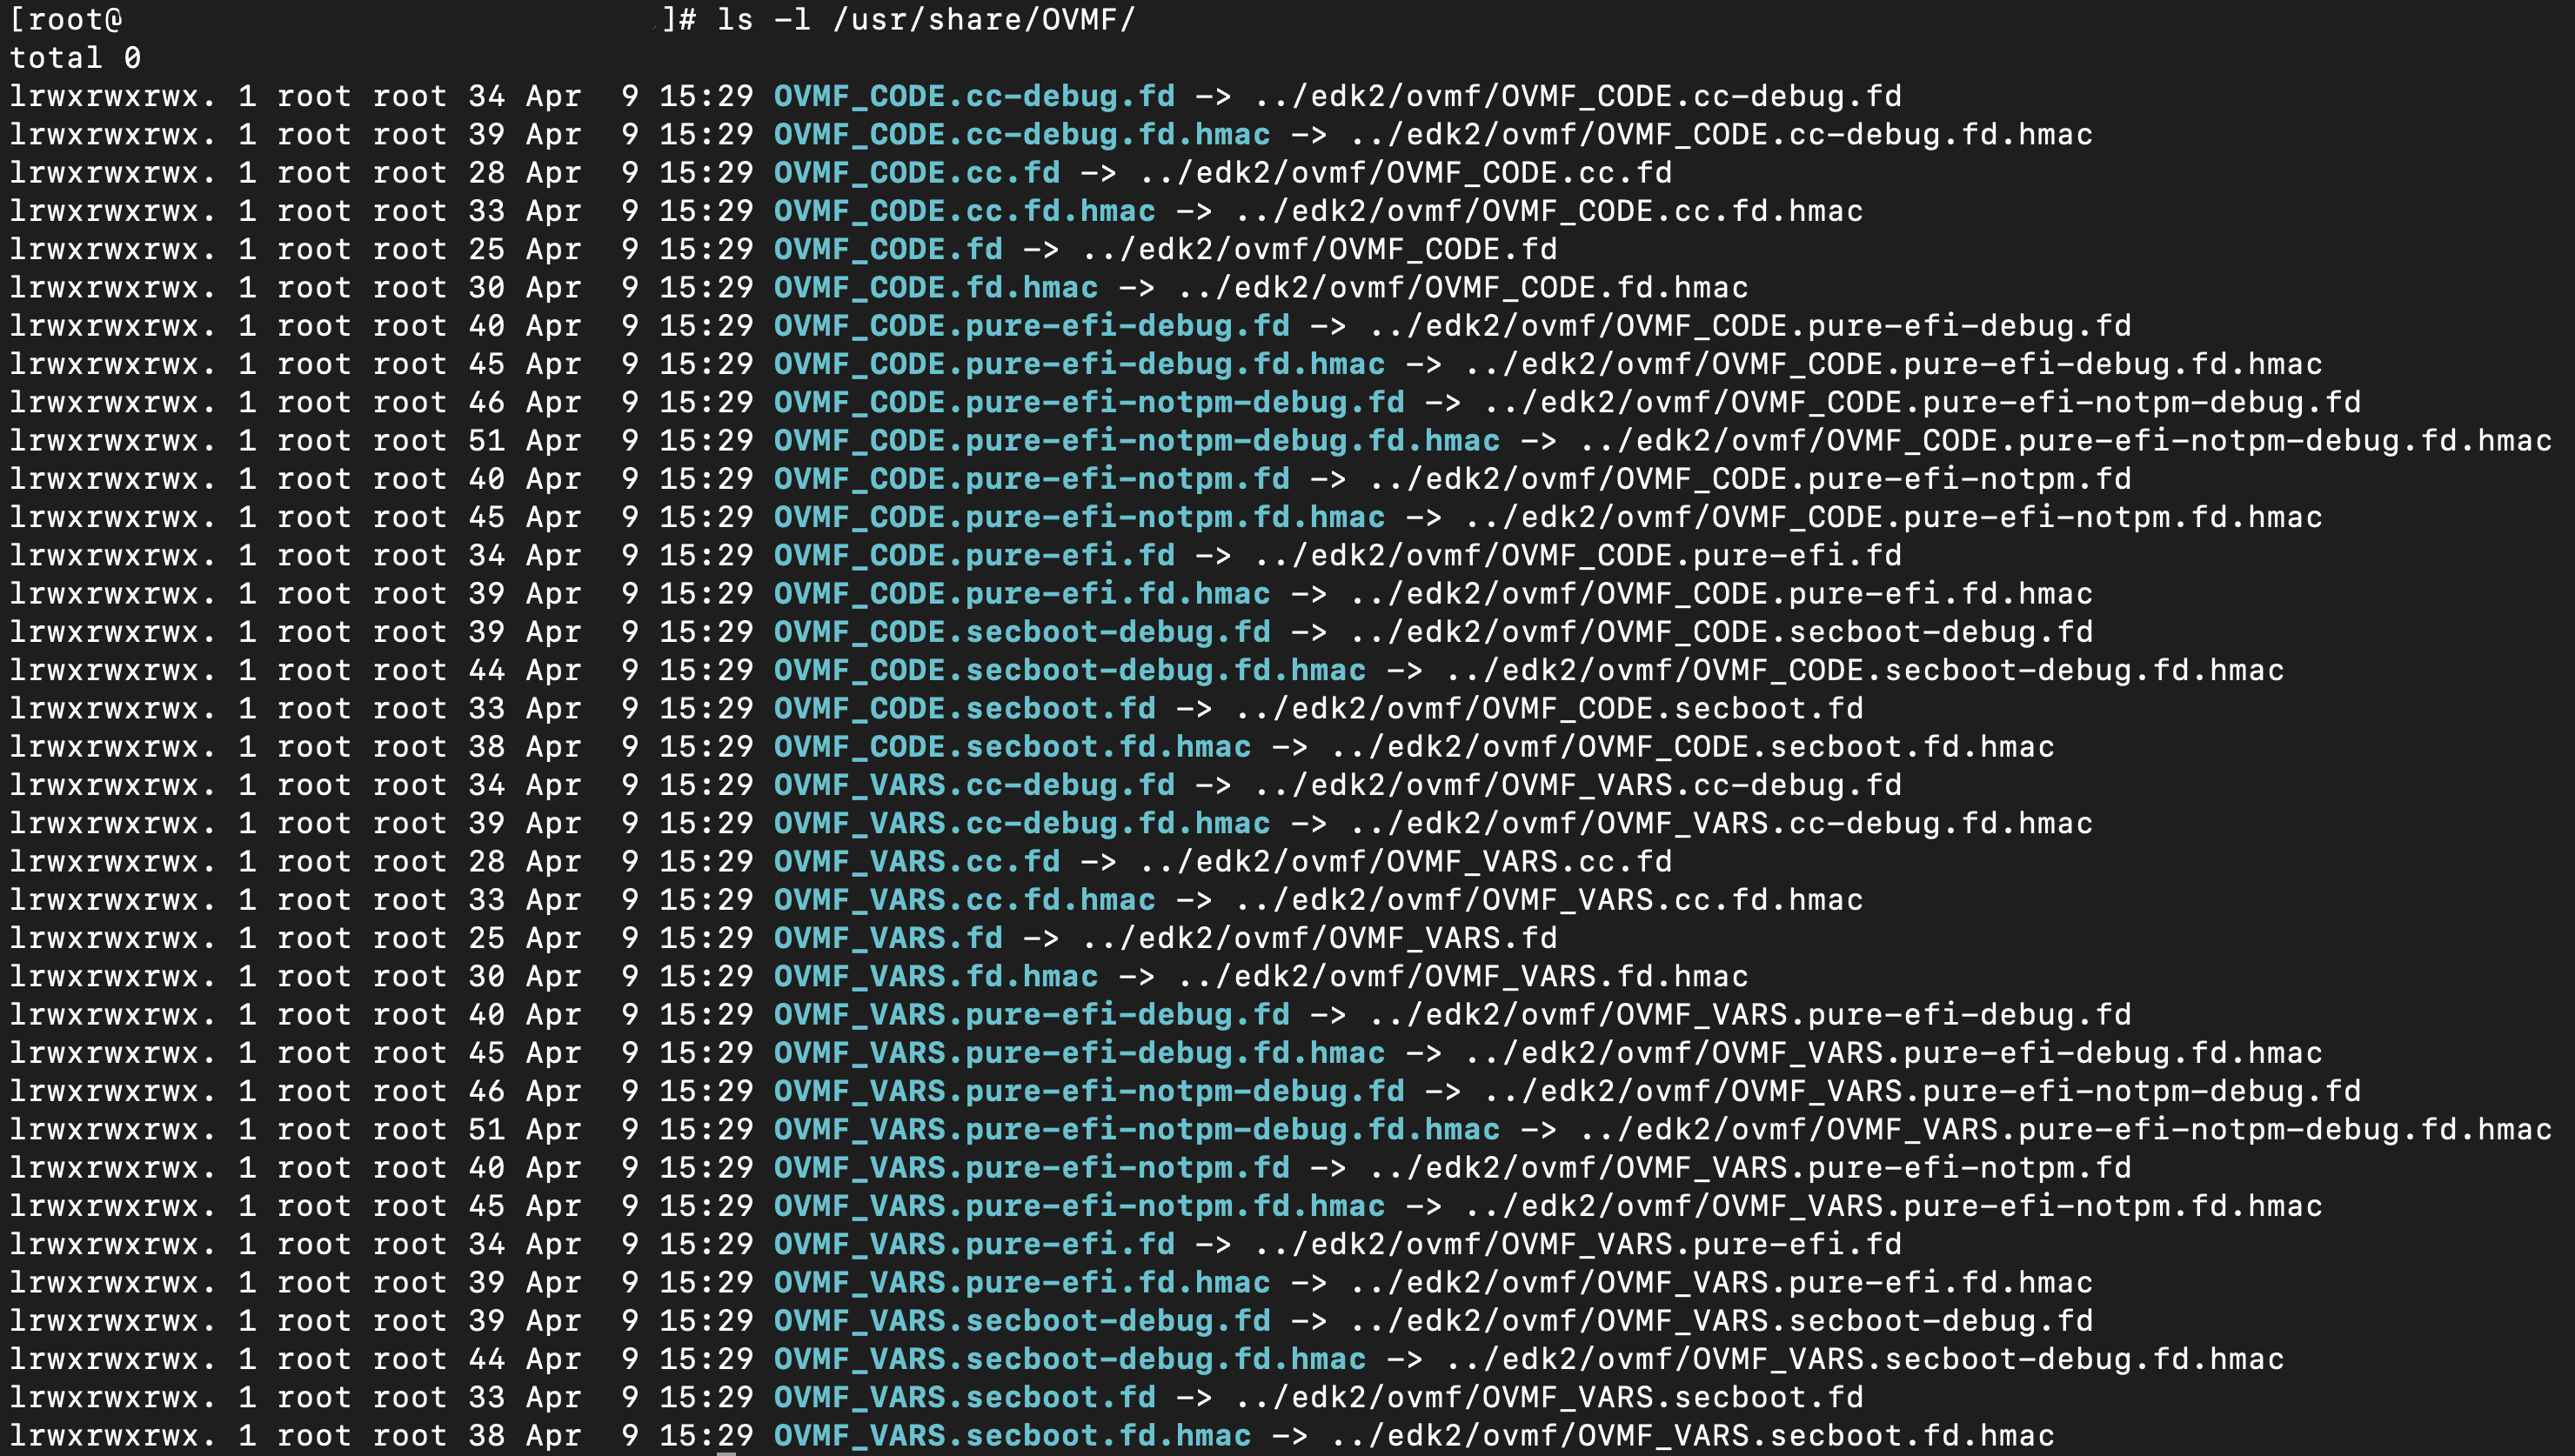 [root@ ]# ls -l /usr/share/OVMF/
total 0
lrwxrwxrwx. 1 root root 34 Apr  9 15:29 OVMF_CODE.cc-debug.fd -> ../edk2/ovmf/OVMF_CODE.cc-debug.fd
lrwxrwxrwx. 1 root root 39 Apr  9 15:29 OVMF_CODE.cc-debug.fd.hmac -> ../edk2/ovmf/OVMF_CODE.cc-debug.fd.hmac
lrwxrwxrwx. 1 root root 28 Apr  9 15:29 OVMF_CODE.cc.fd -> ../edk2/ovmf/OVMF_CODE.cc.fd
lrwxrwxrwx. 1 root root 33 Apr  9 15:29 OVMF_CODE.cc.fd.hmac -> ../edk2/ovmf/OVMF_CODE.cc.fd.hmac
lrwxrwxrwx. 1 root root 25 Apr  9 15:29 OVMF_CODE.fd -> ../edk2/ovmf/OVMF_CODE.fd
lrwxrwxrwx. 1 root root 30 Apr  9 15:29 OVMF_CODE.fd.hmac -> ../edk2/ovmf/OVMF_CODE.fd.hmac
lrwxrwxrwx. 1 root root 40 Apr  9 15:29 OVMF_CODE.pure-efi-debug.fd -> ../edk2/ovmf/OVMF_CODE.pure-efi-debug.fd
lrwxrwxrwx. 1 root root 45 Apr  9 15:29 OVMF_CODE.pure-efi-debug.fd.hmac -> ../edk2/ovmf/OVMF_CODE.pure-efi-debug.fd.hmac
lrwxrwxrwx. 1 root root 46 Apr  9 15:29 OVMF_CODE.pure-efi-notpm-debug.fd -> ../edk2/ovmf/OVMF_CODE.pure-efi-notpm-debug.fd
lrwxrwxrwx. 1 root root 51 Apr  9 15:29 OVMF_CODE.pure-efi-notpm-debug.fd.hmac -> ../edk2/ovmf/OVMF_CODE.pure-efi-notpm-debug.fd.hmac
lrwxrwxrwx. 1 root root 40 Apr  9 15:29 OVMF_CODE.pure-efi-notpm.fd -> ../edk2/ovmf/OVMF_CODE.pure-efi-notpm.fd
lrwxrwxrwx. 1 root root 45 Apr  9 15:29 OVMF_CODE.pure-efi-notpm.fd.hmac -> ../edk2/ovmf/OVMF_CODE.pure-efi-notpm.fd.hmac
lrwxrwxrwx. 1 root root 34 Apr  9 15:29 OVMF_CODE.pure-efi.fd -> ../edk2/ovmf/OVMF_CODE.pure-efi.fd
lrwxrwxrwx. 1 root root 39 Apr  9 15:29 OVMF_CODE.pure-efi.fd.hmac -> ../edk2/ovmf/OVMF_CODE.pure-efi.fd.hmac
lrwxrwxrwx. 1 root root 39 Apr  9 15:29 OVMF_CODE.secboot-debug.fd -> ../edk2/ovmf/OVMF_CODE.secboot-debug.fd
lrwxrwxrwx. 1 root root 44 Apr  9 15:29 OVMF_CODE.secboot-debug.fd.hmac -> ../edk2/ovmf/OVMF_CODE.secboot-debug.fd.hmac
lrwxrwxrwx. 1 root root 33 Apr  9 15:29 OVMF_CODE.secboot.fd -> ../edk2/ovmf/OVMF_CODE.secboot.fd
lrwxrwxrwx. 1 root root 38 Apr  9 15:29 OVMF_CODE.secboot.fd.hmac -> ../edk2/ovmf/OVMF_CODE.secboot.fd.hmac
lrwxrwxrwx. 1 root root 34 Apr  9 15:29 OVMF_VARS.cc-debug.fd -> ../edk2/ovmf/OVMF_VARS.cc-debug.fd
lrwxrwxrwx. 1 root root 39 Apr  9 15:29 OVMF_VARS.cc-debug.fd.hmac -> ../edk2/ovmf/OVMF_VARS.cc-debug.fd.hmac
lrwxrwxrwx. 1 root root 28 Apr  9 15:29 OVMF_VARS.cc.fd -> ../edk2/ovmf/OVMF_VARS.cc.fd
lrwxrwxrwx. 1 root root 33 Apr  9 15:29 OVMF_VARS.cc.fd.hmac -> ../edk2/ovmf/OVMF_VARS.cc.fd.hmac
lrwxrwxrwx. 1 root root 25 Apr  9 15:29 OVMF_VARS.fd -> ../edk2/ovmf/OVMF_VARS.fd
lrwxrwxrwx. 1 root root 30 Apr  9 15:29 OVMF_VARS.fd.hmac -> ../edk2/ovmf/OVMF_VARS.fd.hmac
lrwxrwxrwx. 1 root root 40 Apr  9 15:29 OVMF_VARS.pure-efi-debug.fd -> ../edk2/ovmf/OVMF_VARS.pure-efi-debug.fd
lrwxrwxrwx. 1 root root 45 Apr  9 15:29 OVMF_VARS.pure-efi-debug.fd.hmac -> ../edk2/ovmf/OVMF_VARS.pure-efi-debug.fd.hmac
lrwxrwxrwx. 1 root root 46 Apr  9 15:29 OVMF_VARS.pure-efi-notpm-debug.fd -> ../edk2/ovmf/OVMF_VARS.pure-efi-notpm-debug.fd
lrwxrwxrwx. 1 root root 51 Apr  9 15:29 OVMF_VARS.pure-efi-notpm-debug.fd.hmac -> ../edk2/ovmf/OVMF_VARS.pure-efi-notpm-debug.fd.hmac
lrwxrwxrwx. 1 root root 40 Apr  9 15:29 OVMF_VARS.pure-efi-notpm.fd -> ../edk2/ovmf/OVMF_VARS.pure-efi-notpm.fd
lrwxrwxrwx. 1 root root 45 Apr  9 15:29 OVMF_VARS.pure-efi-notpm.fd.hmac -> ../edk2/ovmf/OVMF_VARS.pure-efi-notpm.fd.hmac
lrwxrwxrwx. 1 root root 34 Apr  9 15:29 OVMF_VARS.pure-efi.fd -> ../edk2/ovmf/OVMF_VARS.pure-efi.fd
lrwxrwxrwx. 1 root root 39 Apr  9 15:29 OVMF_VARS.pure-efi.fd.hmac -> ../edk2/ovmf/OVMF_VARS.pure-efi.fd.hmac
lrwxrwxrwx. 1 root root 39 Apr  9 15:29 OVMF_VARS.secboot-debug.fd -> ../edk2/ovmf/OVMF_VARS.secboot-debug.fd
lrwxrwxrwx. 1 root root 44 Apr  9 15:29 OVMF_VARS.secboot-debug.fd.hmac -> ../edk2/ovmf/OVMF_VARS.secboot-debug.fd.hmac
lrwxrwxrwx. 1 root root 33 Apr  9 15:29 OVMF_VARS.secboot.fd -> ../edk2/ovmf/OVMF_VARS.secboot.fd
lrwxrwxrwx. 1 root root 38 Apr  9 15:29 OVMF_VARS.secboot.fd.hmac -> ../edk2/ovmf/OVMF_VARS.secboot.fd.hmac